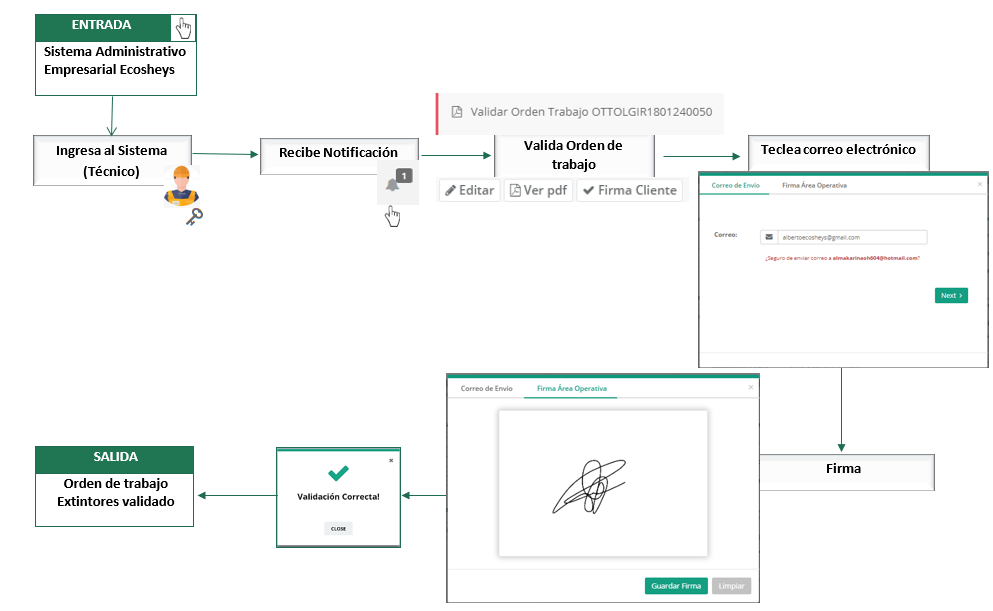 ENTRADA
Sistema Administrativo
Empresarial Ecosheys
Ingresa al Sistema
(Técnico)
Recibe Notificación
1
Validar Orden Trabajo OTTOLGIR1801240050
Valida Orden de
trabajo
Editar
Ver pdf
Firma Cliente
Teclea correo electrónico
Correo de Envio
Firma Área Operativa
×
Correo:
albertoecosheys@gmail.com
¿Seguro de enviar correo a almakarinaoh604@hotmail.com?
Next >
Firma
Correo de Envio
Firma Área Operativa
×
Guardar Firma
Limpiar
×
Validación Correcta!
CLOSE
SALIDA
Orden de trabajo
Extintores validado